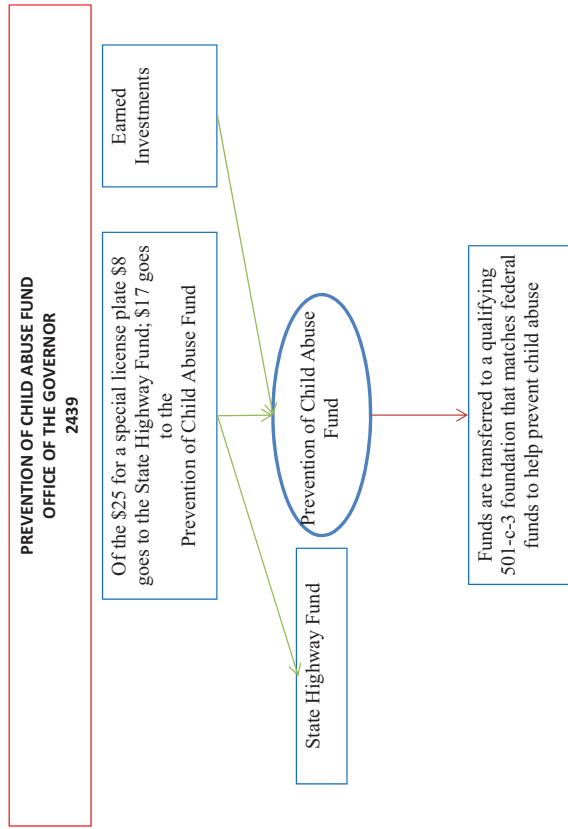 PREVENTION OF CHILD ABUSE FUND
OFFICE OF THE GOVERNOR
2439
Of the $25 for a special license plate $8
goes to the State Highway Fund; $17 goes
to the
Prevention of Child Abuse Fund
Earned
Investments
State Highway Fund
Prevention of Child Abuse
Fund
Funds are transferred to a qualifying
501-c-3 foundation that matches federal
funds to help prevent child abuse